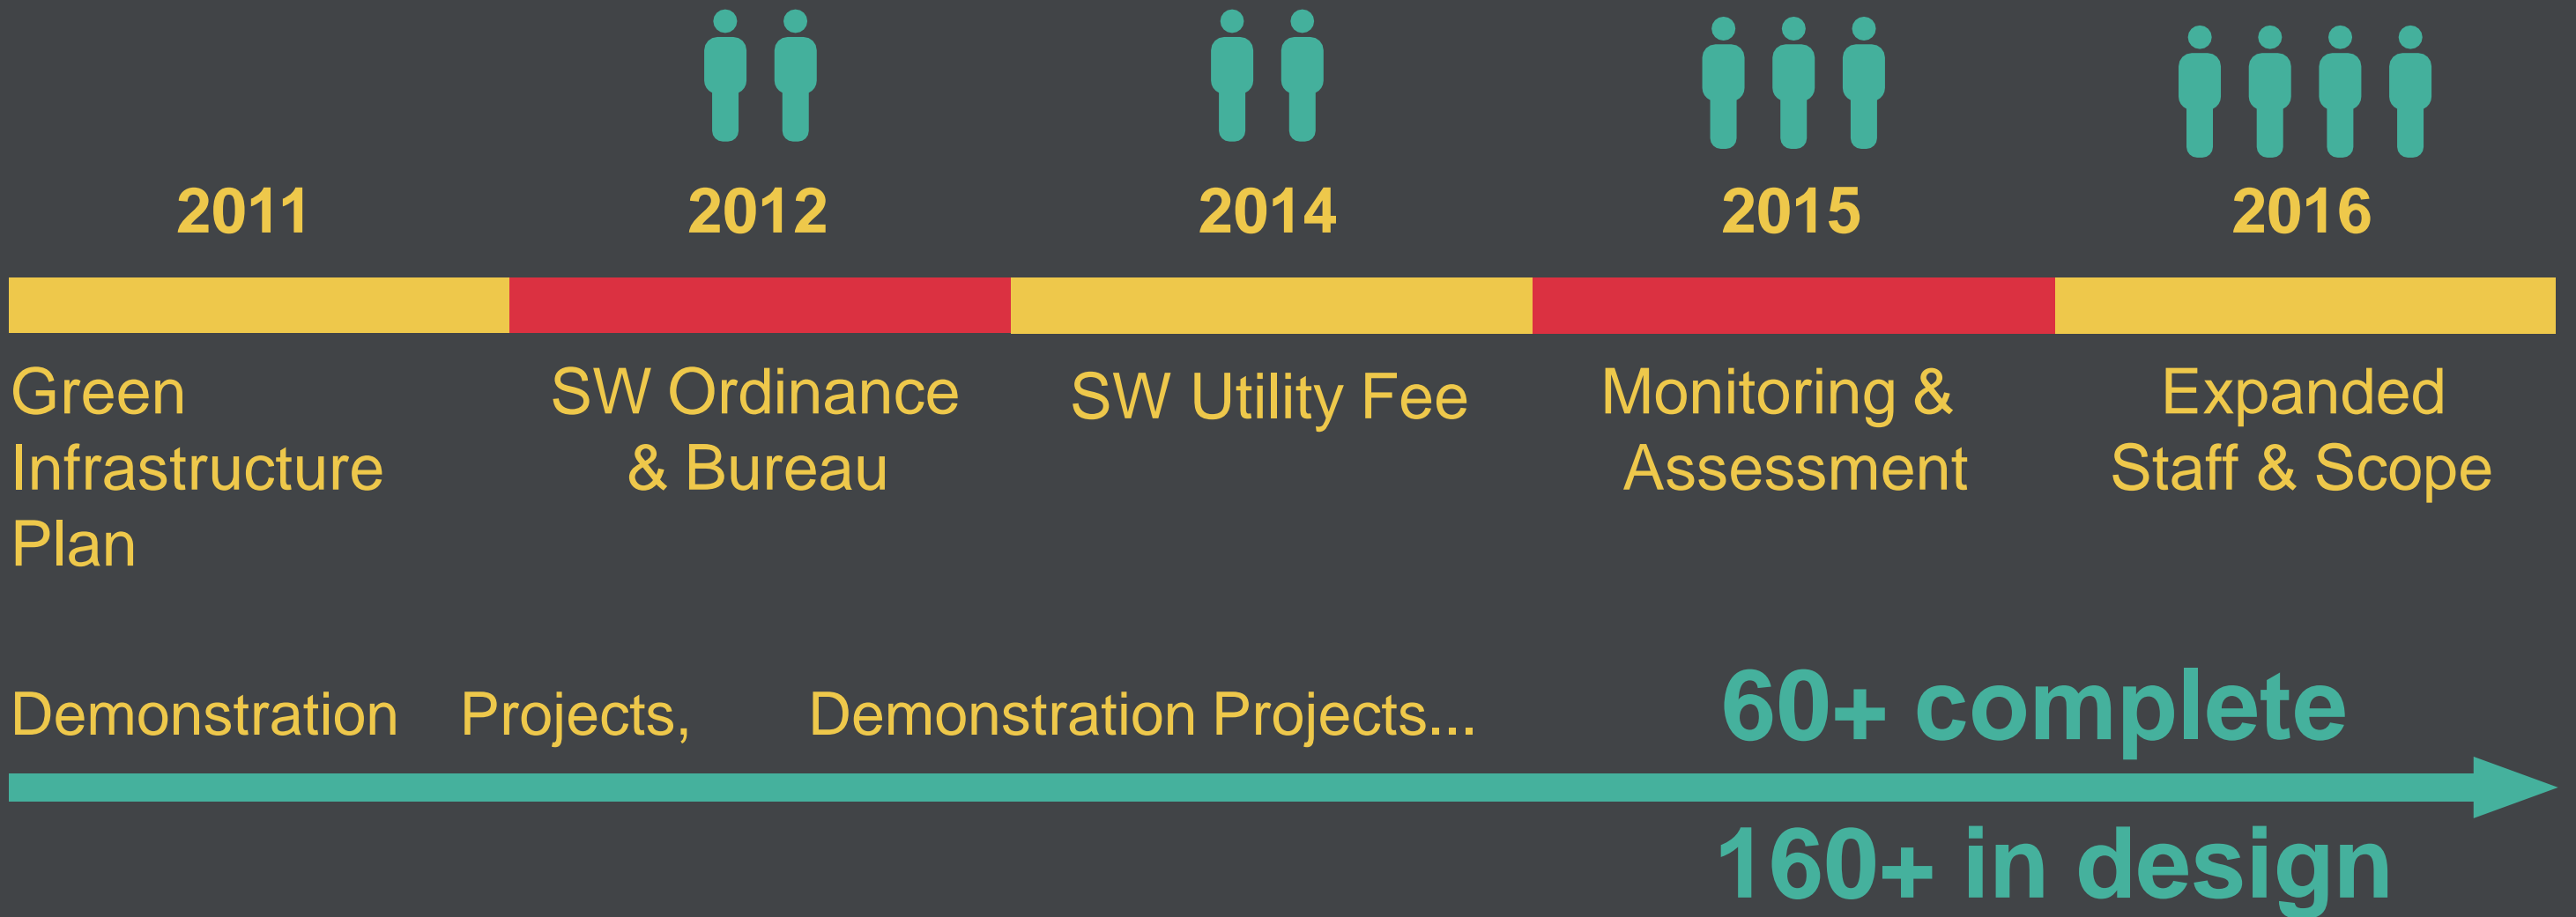 2011
2012
2014
2015
2016
Green
Infrastructure
Plan
SW Ordinance
& Bureau
SW Utility Fee
Monitoring &
Assessment
Expanded
Staff & Scope
Demonstration Projects, Demonstration Projects...
60+ complete
160+ in design